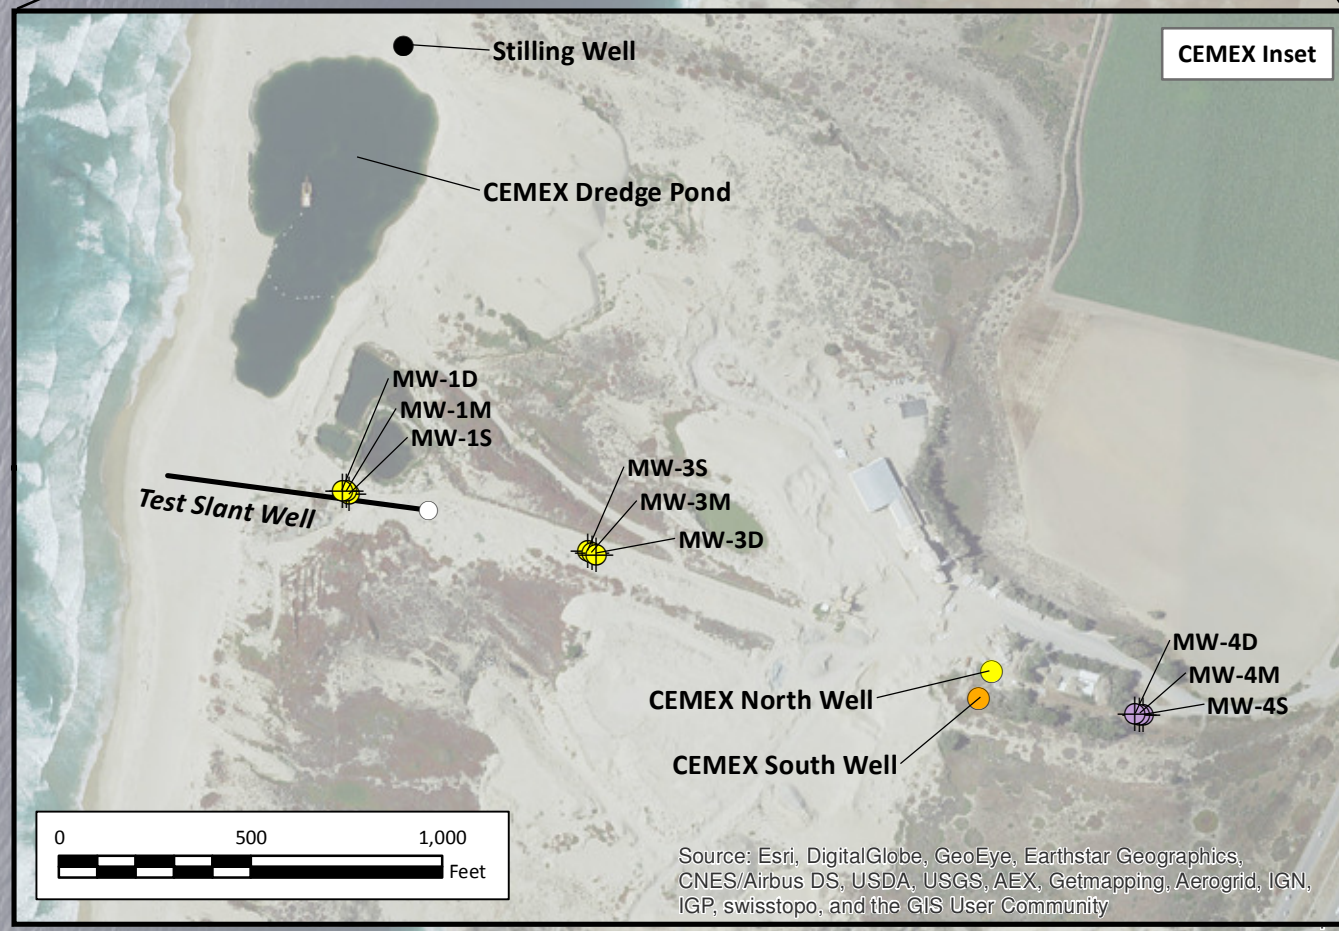 Stilling Well
CEMEX Inset
CEMEX Dredge Pond
MW-1D
MW-1M
MW-1S
MW-3S
MW-3M
MW-3D
Test Slant Well
MW-4D
MW-4M
MW-4S
CEMEX North Well
CEMEX South Well
0 500 1,000
Feet
Source: Esri, DigitalGlobe, GeoEye, Earthstar Geographics,
CNES/Airbus DS, USDA, USGS, AEX, Getmapping, Aerogrid, IGN,
IGP, swisstopo, and the GIS User Community